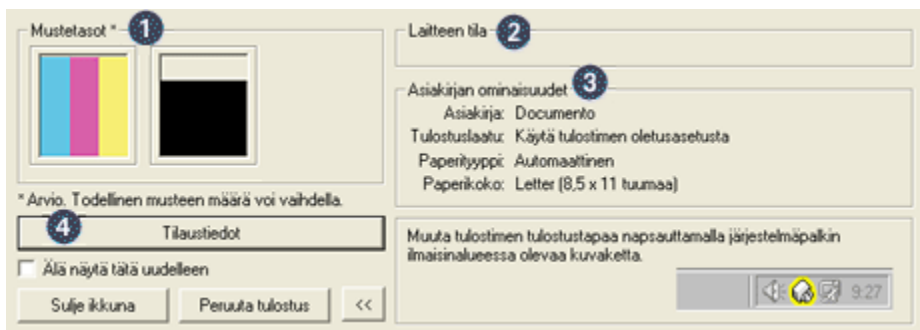 Mustetasot * 1
* Arvio. Todellinen musteen määrä voi vaihdella.
4 Tilaustiedot
Älä näytä tätä uudelleen
Sulje ikkuna Peruuta tulostus <<
Laitteen tila 2
Asiakirjan ominaisuudet 3
Asiakirja: Documento
Tulostuslaatu: Käytä tulostimen oletusasetusta
Paperityyppi: Automaattinen
Paperikoko: Letter (8,5 x 11 tuumaa)
Muuta tulostimen tulostustapaa napsauttamalla järjestelmäpalkin
ilmaisinalueessa olevaa kuvaketta.
9:27